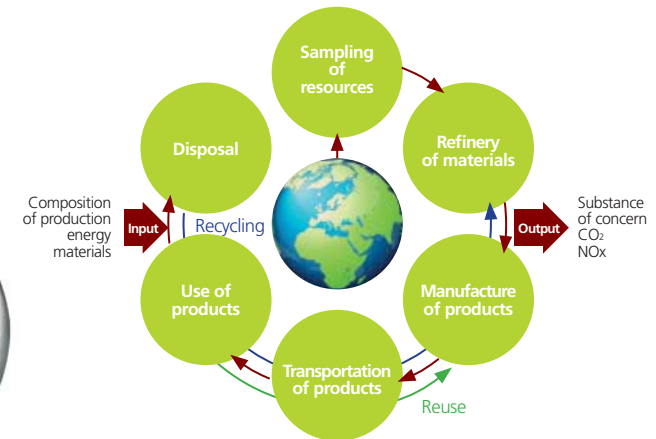 Sampling
of
resources
Disposal
Refinery
of materials
Composition
of production
energy
materials
Input
Recycling
Output
Substance
of concern
CO₂
NOx
Use of
products
Manufacture
of products
Transportation
of products
Reuse